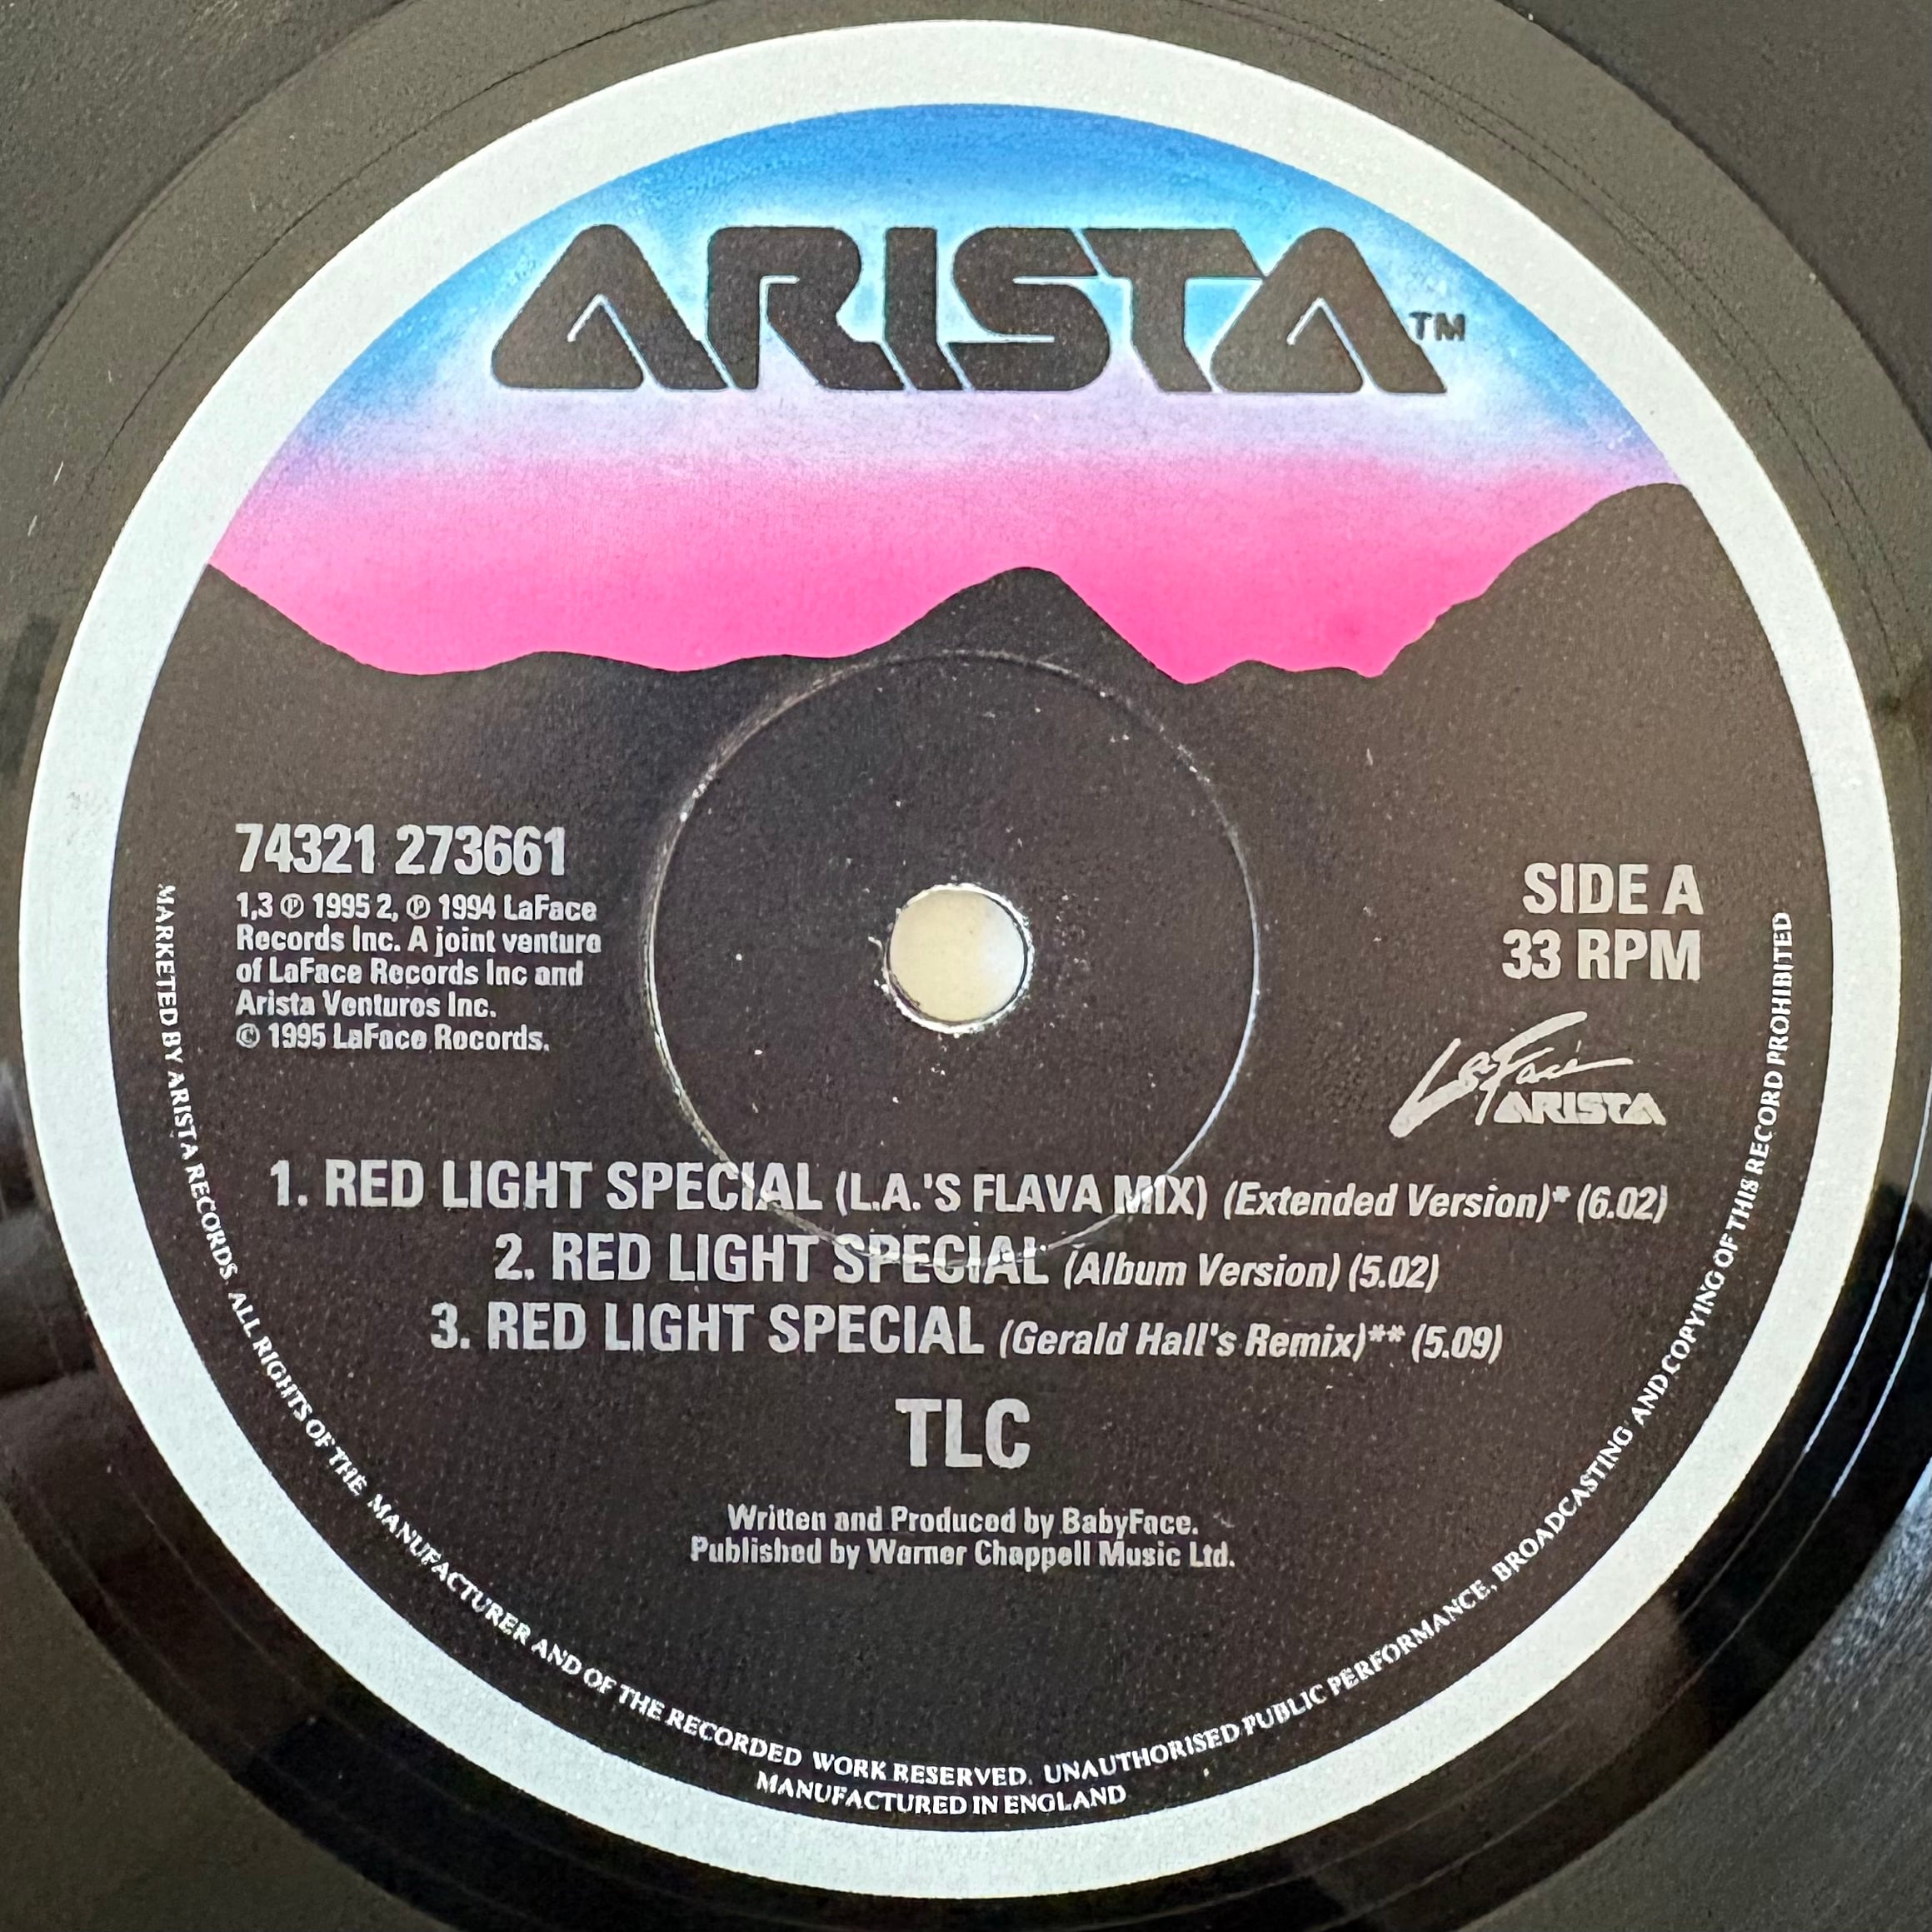 ARISTA™
74321 273661
1,3 ℗ 1995 2, ℗ 1994 LaFace
Records Inc. A joint venture
of LaFace Records Inc and
Arista Ventures Inc.
© 1995 LaFace Records.
SIDE A
33 RPM
LaFace
ARISTA
1. RED LIGHT SPECIAL (L.A.'S FLAVA MIX) (Extended Version)* (6.02)
2. RED LIGHT SPECIAL (Album Version) (5.02)
3. RED LIGHT SPECIAL (Gerald Hall's Remix)** (5.09)
TLC
Written and Produced by BabyFace.
Published by Warner Chappell Music Ltd.
MARKETED BY ARISTA RECORDS. ALL RIGHTS OF THE MANUFACTURER AND OF THE RECORDED WORK RESERVED. UNAUTHORISED PUBLIC PERFORMANCE, BROADCASTING AND COPYING OF THIS RECORD PROHIBITED
MANUFACTURED IN ENGLAND